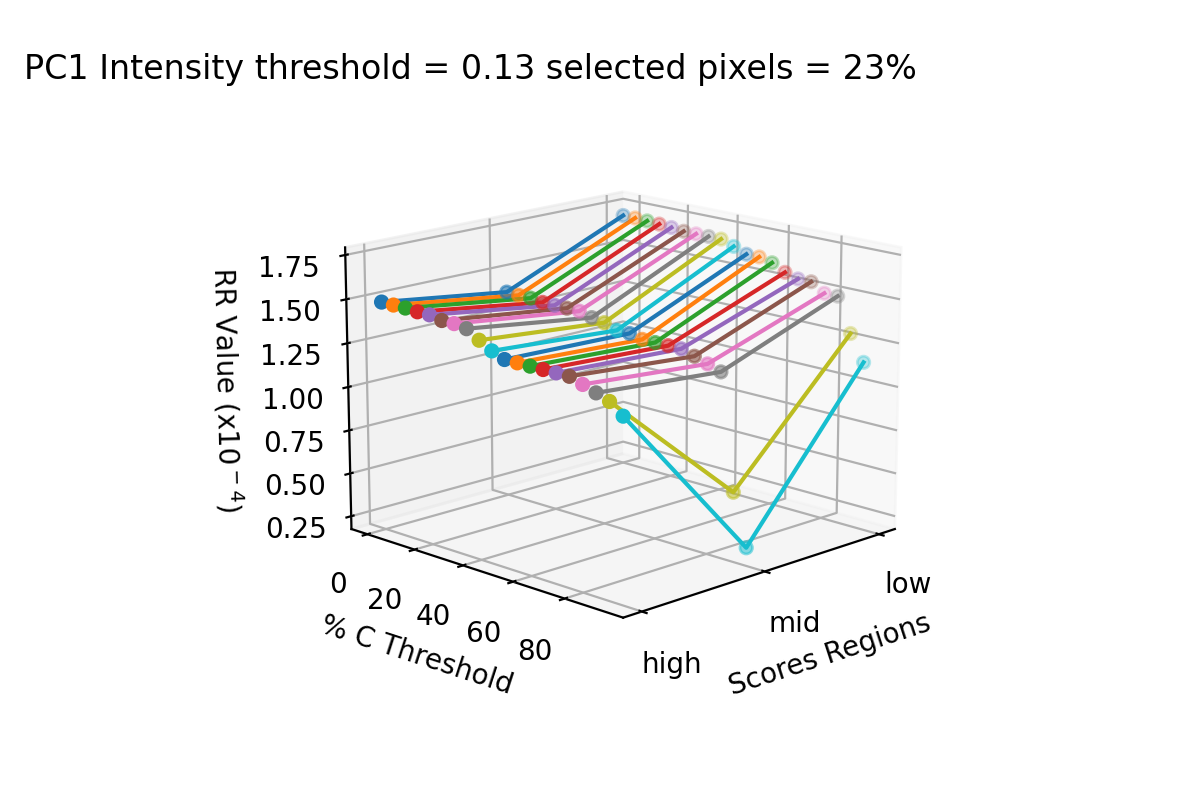 PC1 Intensity threshold = 0.13 selected pixels = 23%
RR Value (x10⁻⁴)
1.75
1.50
1.25
1.00
0.75
0.50
0.25
0
20
40
60
80
% C Threshold
high
mid
low
Scores Regions